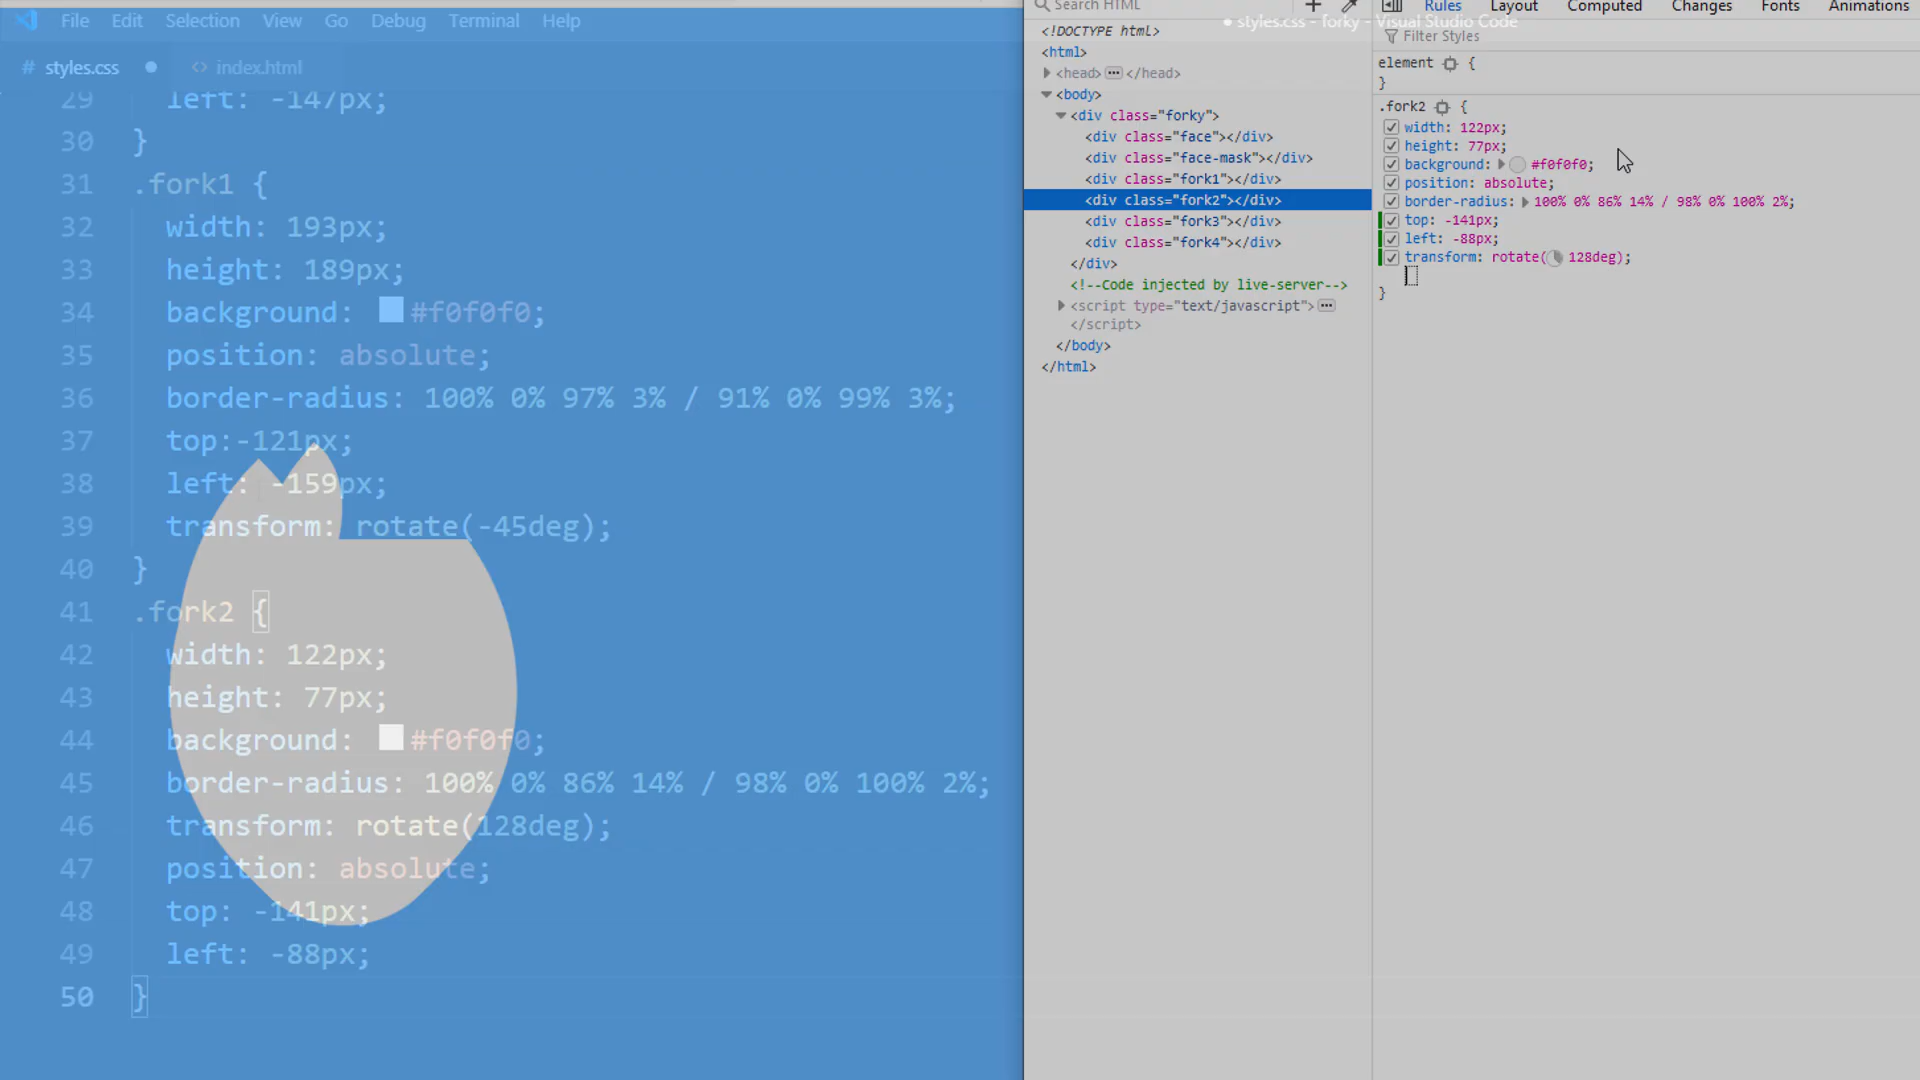 File Edit Selection View Go Debug Terminal Help
● styles.css - forky - Visual Studio Code
# styles.css ● <> index.html
29 left: -147px;
30 }
31 .fork1 {
32 width: 193px;
33 height: 189px;
34 background: #f0f0f0;
35 position: absolute;
36 border-radius: 100% 0% 97% 3% / 91% 0% 99% 3%;
37 top:-121px;
38 left: -159px;
39 transform: rotate(-45deg);
40 }
41 .fork2 {
42 width: 122px;
43 height: 77px;
44 background: #f0f0f0;
45 border-radius: 100% 0% 86% 14% / 98% 0% 100% 2%;
46 transform: rotate(128deg);
47 position: absolute;
48 top: -141px;
49 left: -88px;
50 }
Search HTML
<!DOCTYPE html>
<html>
<head> ••• </head>
<body>
<div class="forky">
<div class="face"></div>
<div class="face-mask"></div>
<div class="fork1"></div>
<div class="fork2"></div>
<div class="fork3"></div>
<div class="fork4"></div>
</div>
<!--Code injected by live-server-->
<script type="text/javascript"> •••
</script>
</body>
</html>
Rules Layout Computed Changes Fonts Animations
Filter Styles
element {
}
.fork2 {
width: 122px;
height: 77px;
background: #f0f0f0;
position: absolute;
border-radius: 100% 0% 86% 14% / 98% 0% 100% 2%;
top: -141px;
left: -88px;
transform: rotate( 128deg);
}